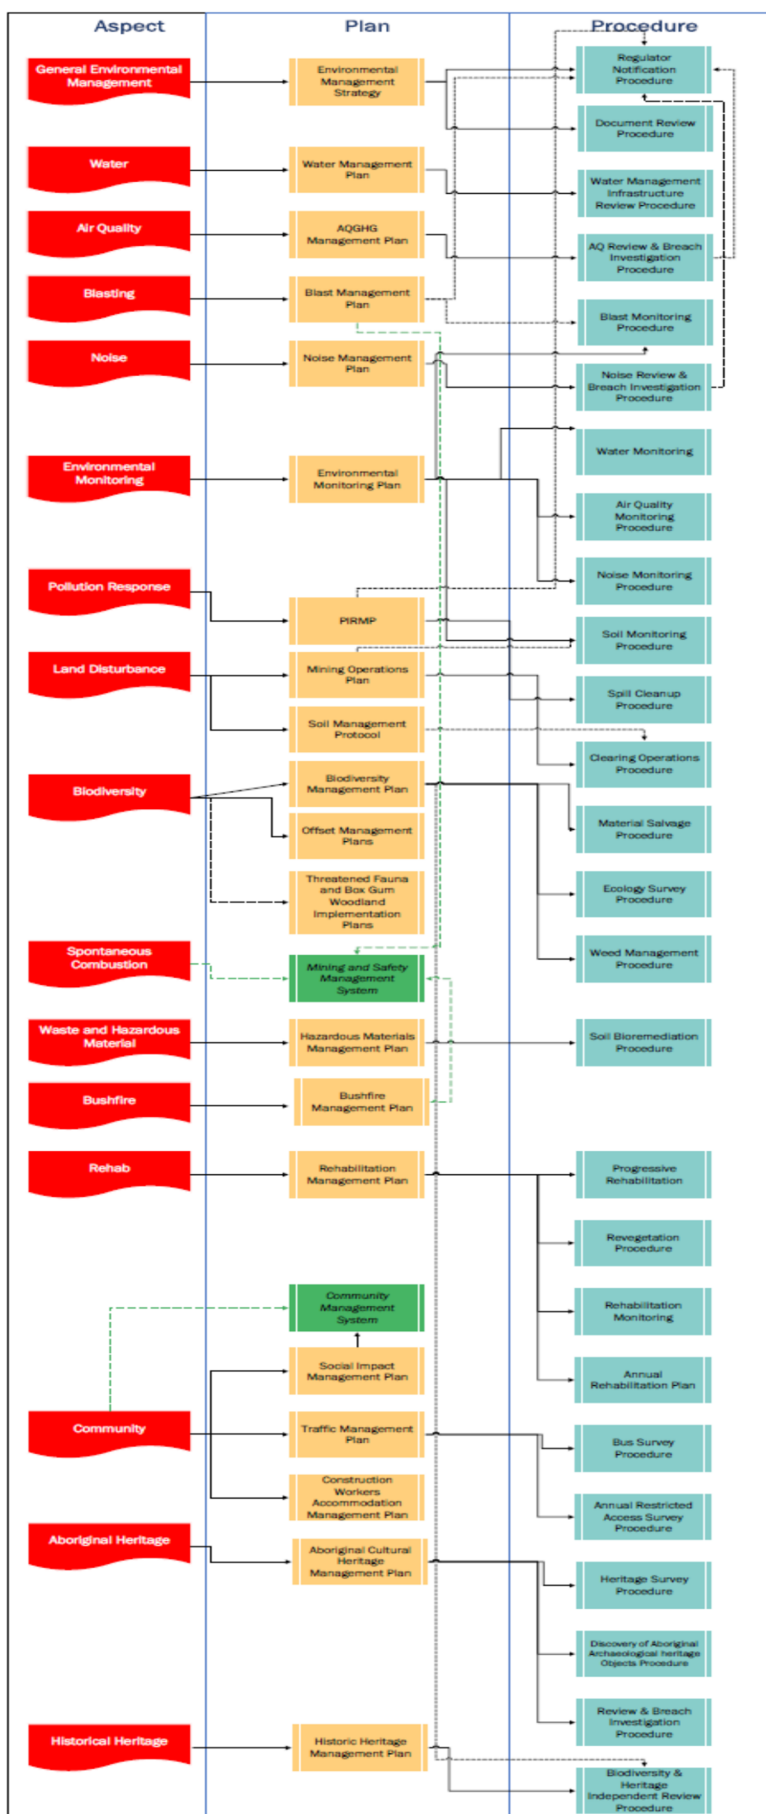 Aspect
Plan
Procedure
General Environmental
Management
Environmental
Management
Strategy
Regulator
Notification
Procedure
Document Review
Procedure
Water
Water Management
Plan
Water Management
Infrastructure
Review Procedure
Air Quality
AQGHG
Management Plan
AQ Review & Breach
Investigation
Procedure
Blasting
Blast Management
Plan
Blast Monitoring
Procedure
Noise
Noise Management
Plan
Noise Review &
Breach Investigation
Procedure
Water Monitoring
Environmental
Monitoring
Environmental
Monitoring Plan
Air Quality
Monitoring
Procedure
Noise Monitoring
Procedure
Pollution Response
PIRMP
Soil Monitoring
Procedure
Land Disturbance
Mining Operations
Plan
Spill Cleanup
Procedure
Soil Management
Protocol
Clearing Operations
Procedure
Biodiversity
Biodiversity
Management Plan
Material Salvage
Procedure
Offset Management
Plans
Ecology Survey
Procedure
Threatened Fauna
and Box Gum
Woodland
Implementation
Plans
Weed Management
Procedure
Spontaneous
Combustion
Mining and Safety
Management
System
Waste and Hazardous
Material
Hazardous Materials
Management Plan
Soil Bioremediation
Procedure
Bushfire
Bushfire
Management Plan
Rehab
Rehabilitation
Management Plan
Progressive
Rehabilitation
Revegetation
Procedure
Community
Management
System
Rehabilitation
Monitoring
Social Impact
Management Plan
Annual
Rehabilitation Plan
Community
Traffic Management
Plan
Bus Survey
Procedure
Construction
Workers
Accommodation
Management Plan
Annual Restricted
Access Survey
Procedure
Aboriginal Heritage
Aboriginal Cultural
Heritage
Management Plan
Heritage Survey
Procedure
Discovery of Aboriginal
Archaeological heritage
Objects Procedure
Review & Breach
Investigation
Procedure
Historical Heritage
Historic Heritage
Management Plan
Biodiversity &
Heritage
Independent Review
Procedure